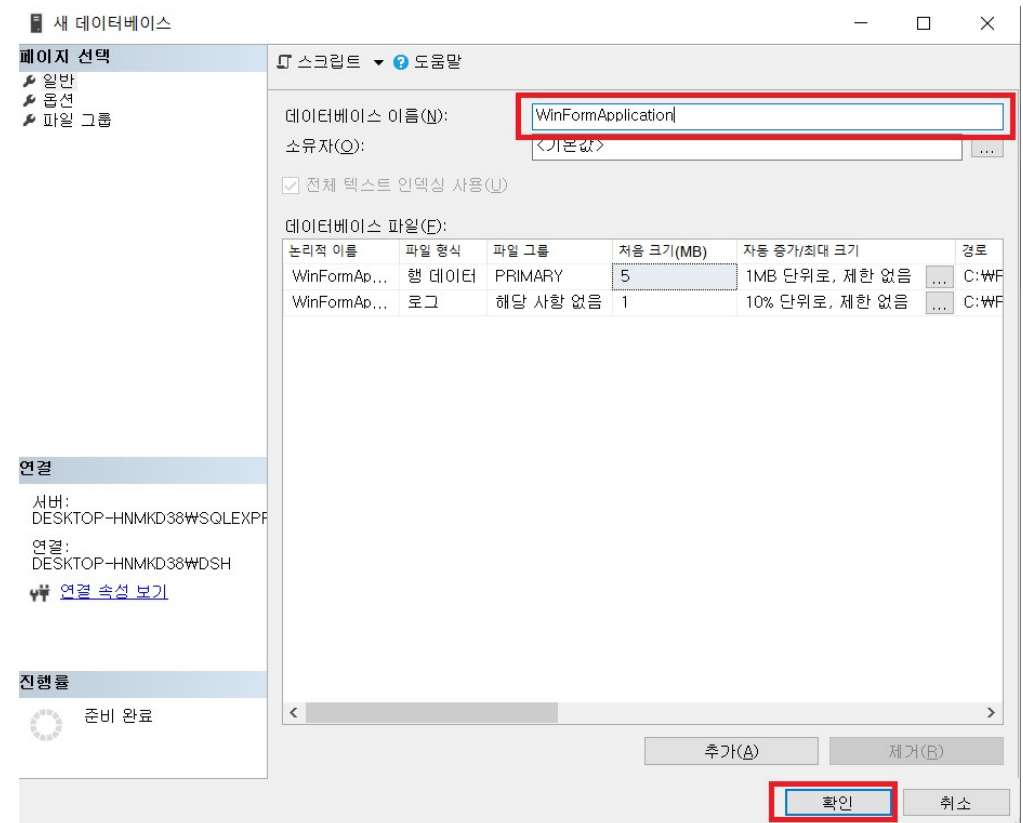 새 데이터베이스
페이지 선택
일반
옵션
파일 그룹
스크립트 도움말
데이터베이스 이름(N): WinFormApplication
소유자(O): <기본값> ...
전체 텍스트 인덱싱 사용(U)
데이터베이스 파일(F):
논리적 이름 파일 형식 파일 그룹 처음 크기(MB) 자동 증가/최대 크기 경로
WinFormAp... 행 데이터 PRIMARY 5 1MB 단위로, 제한 없음 ... C:₩F
WinFormAp... 로그 해당 사항 없음 1 10% 단위로, 제한 없음 ... C:₩F
연결
서버:
DESKTOP-HNMKD38₩SQLEXPF
연결:
DESKTOP-HNMKD38₩DSH
연결 속성 보기
진행률
준비 완료
추가(A) 제거(R)
확인 취소